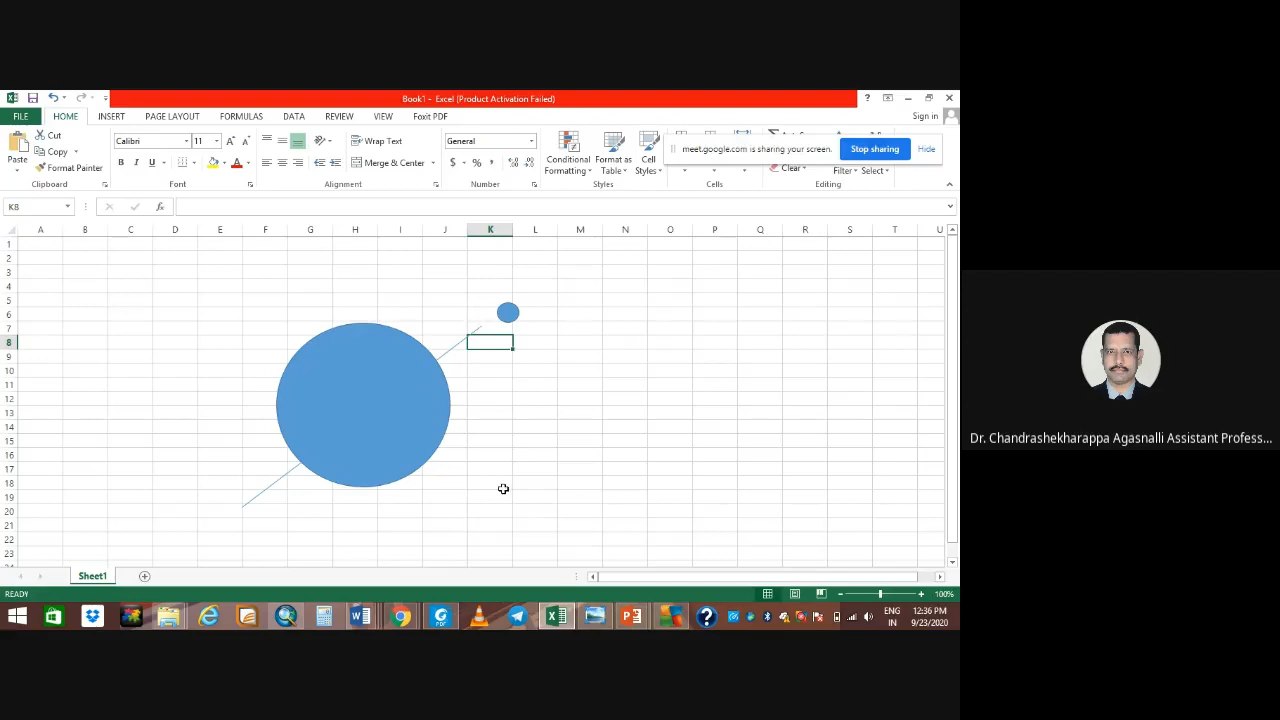 Book1 - Excel (Product Activation Failed)
FILE HOME INSERT PAGE LAYOUT FORMULAS DATA REVIEW VIEW Foxit PDF Sign in
Cut
Copy
Format Painter
Paste
Clipboard
Calibri 11
B I U
Font
Wrap Text
Merge & Center
Alignment
General
$ % ,
Number
Conditional Formatting
Format as Table
Cell Styles
Styles
Cells
Clear
Filter Select
Editing
meet.google.com is sharing your screen. Stop sharing Hide
K8 fx
A B C D E F G H I J K L M N O P Q R S T U
1
2
3
4
5
6
7
8
9
10
11
12
13
14
15
16
17
18
19
20
21
22
23
Sheet1
READY 100%
ENG 12:36 PM
IN 9/23/2020
Dr. Chandrashekharappa Agasnalli Assistant Profess...